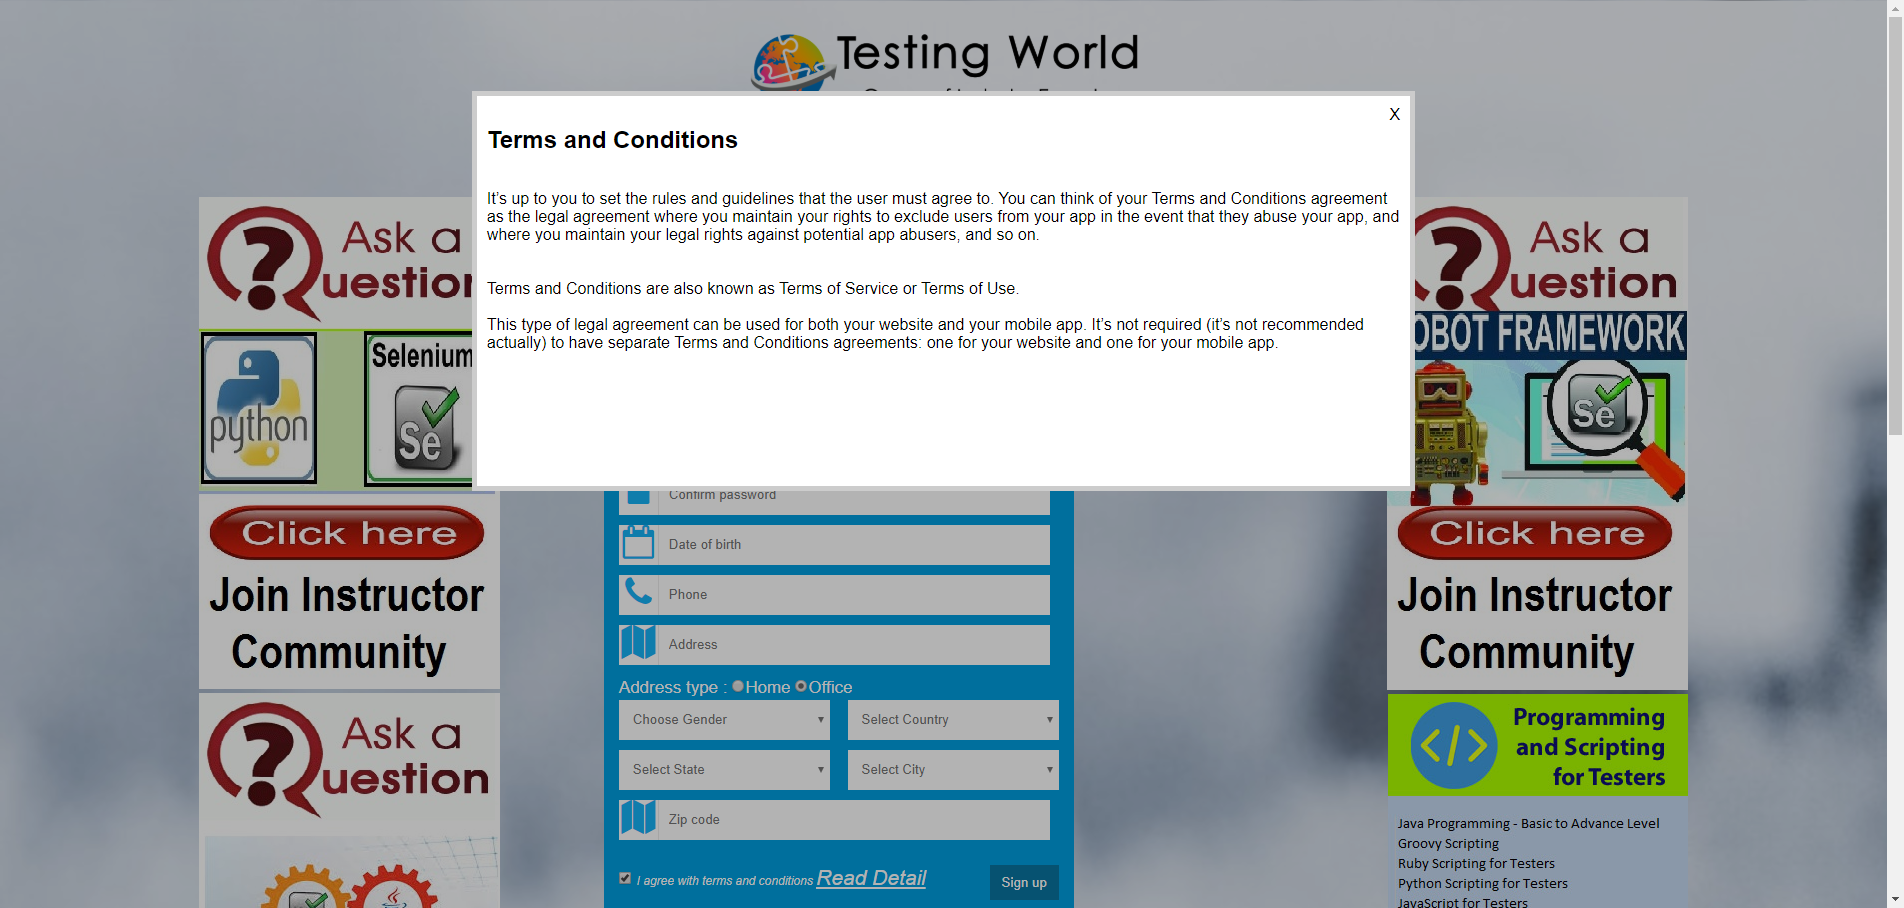 Testing World
X
Terms and Conditions
It’s up to you to set the rules and guidelines that the user must agree to. You can think of your Terms and Conditions agreement
as the legal agreement where you maintain your rights to exclude users from your app in the event that they abuse your app, and
where you maintain your legal rights against potential app abusers, and so on.
Terms and Conditions are also known as Terms of Service or Terms of Use.
This type of legal agreement can be used for both your website and your mobile app. It’s not required (it’s not recommended
actually) to have separate Terms and Conditions agreements: one for your website and one for your mobile app.
Ask a
Question
python
Selenium
Se
Click here
Join Instructor
Community
Ask a
Question
Confirm password
Date of birth
Phone
Address
Address type : Home Office
Choose Gender
Select Country
Select State
Select City
Zip code
I agree with terms and conditions Read Detail
Sign up
Ask a
Question
OBOT FRAMEWORK
Se
Click here
Join Instructor
Community
</> Programming
and Scripting
for Testers
Java Programming - Basic to Advance Level
Groovy Scripting
Ruby Scripting for Testers
Python Scripting for Testers
JavaScript for Testers